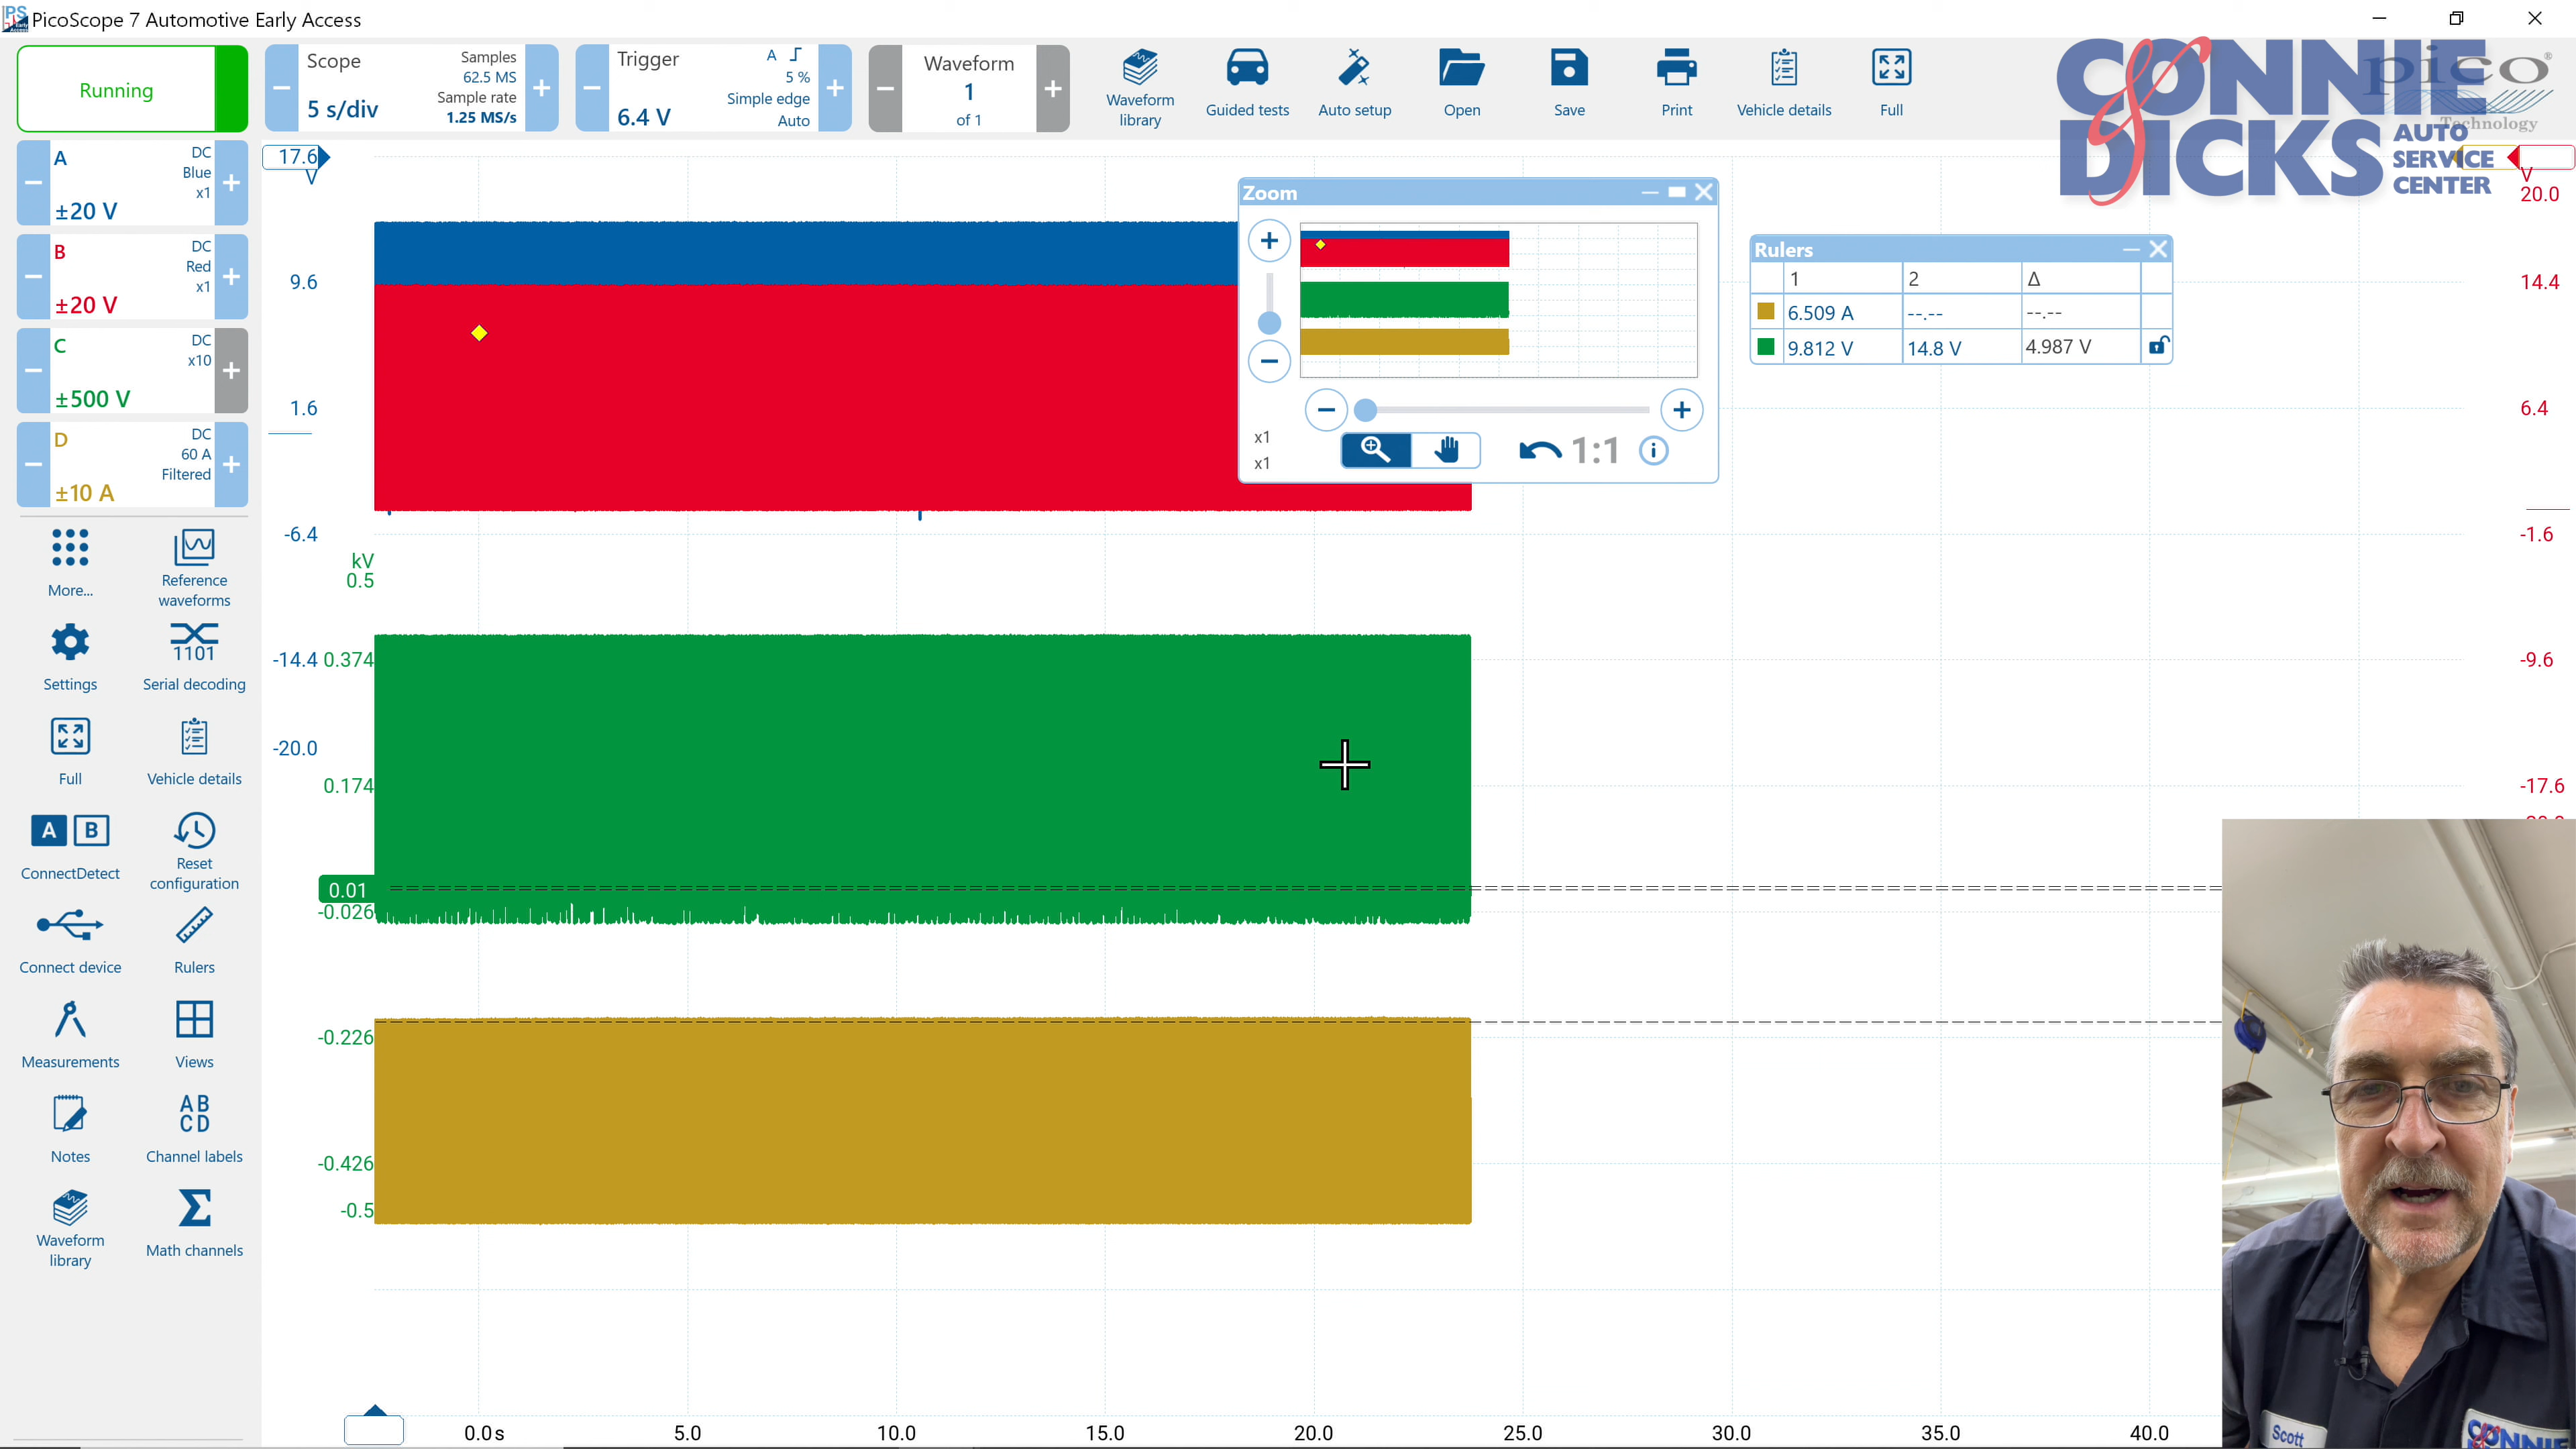 PicoScope 7 Automotive Early Access
Running
Scope
5 s/div
Samples
62.5 MS
Sample rate
1.25 MS/s
Trigger
6.4 V
A
5 %
Simple edge
Auto
Waveform
1
of 1
Waveform
library
Guided tests
Auto setup
Open
Save
Print
Vehicle details
Full
CONNIE
& DICKS
AUTO
SERVICE
CENTER
pico
Technology
A
DC
Blue
x1
±20 V
B
DC
Red
x1
±20 V
C
DC
x10
±500 V
D
DC
60 A
Filtered
±10 A
More...
Reference
waveforms
Settings
1101
Serial decoding
Full
Vehicle details
A B
ConnectDetect
Reset
configuration
Connect device
Rulers
Measurements
Views
Notes
AB
CD
Channel labels
Waveform
library
Math channels
17.6
V
9.6
1.6
-6.4
-14.4
-20.0
kV
0.5
0.374
0.174
0.01
-0.026
-0.226
-0.426
-0.5
Zoom
x1
x1
1:1
Rulers
1 2 Δ
6.509 A --.-- --.--
9.812 V 14.8 V 4.987 V
V
20.0
14.4
6.4
-1.6
-9.6
-17.6
0.0s 5.0 10.0 15.0 20.0 25.0 30.0 35.0 40.0
Scott
CONNIE